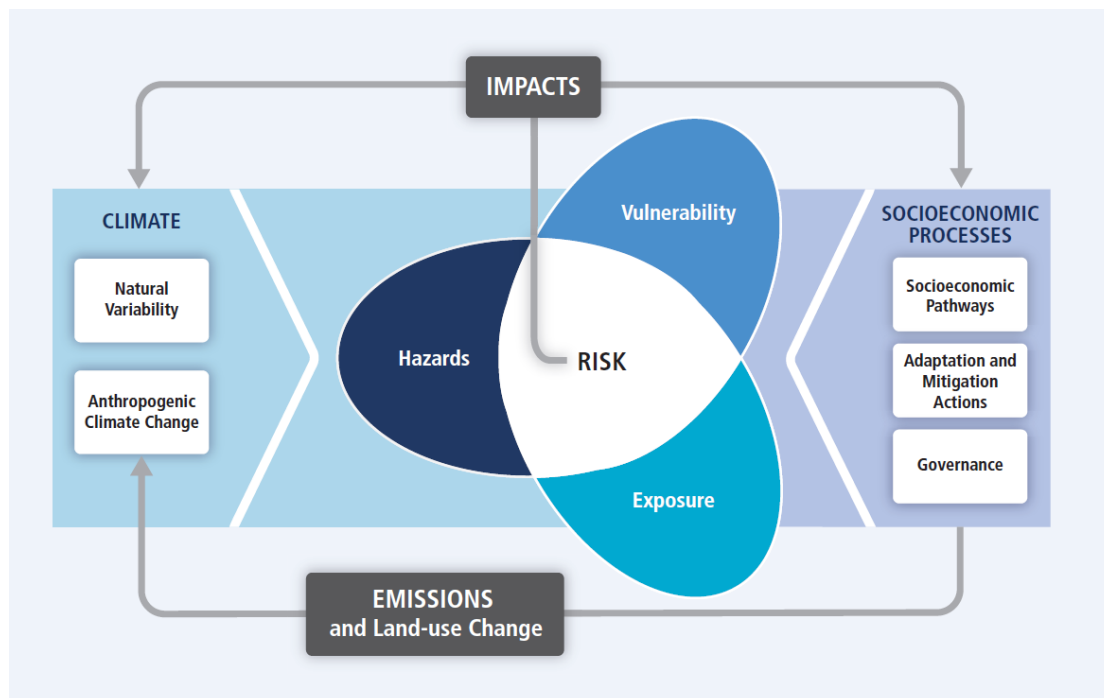 IMPACTS
Vulnerability
CLIMATE
SOCIOECONOMIC
PROCESSES
Natural
Variability
Socioeconomic
Pathways
Hazards
RISK
Adaptation and
Mitigation
Actions
Anthropogenic
Climate Change
Governance
Exposure
EMISSIONS
and Land-use Change